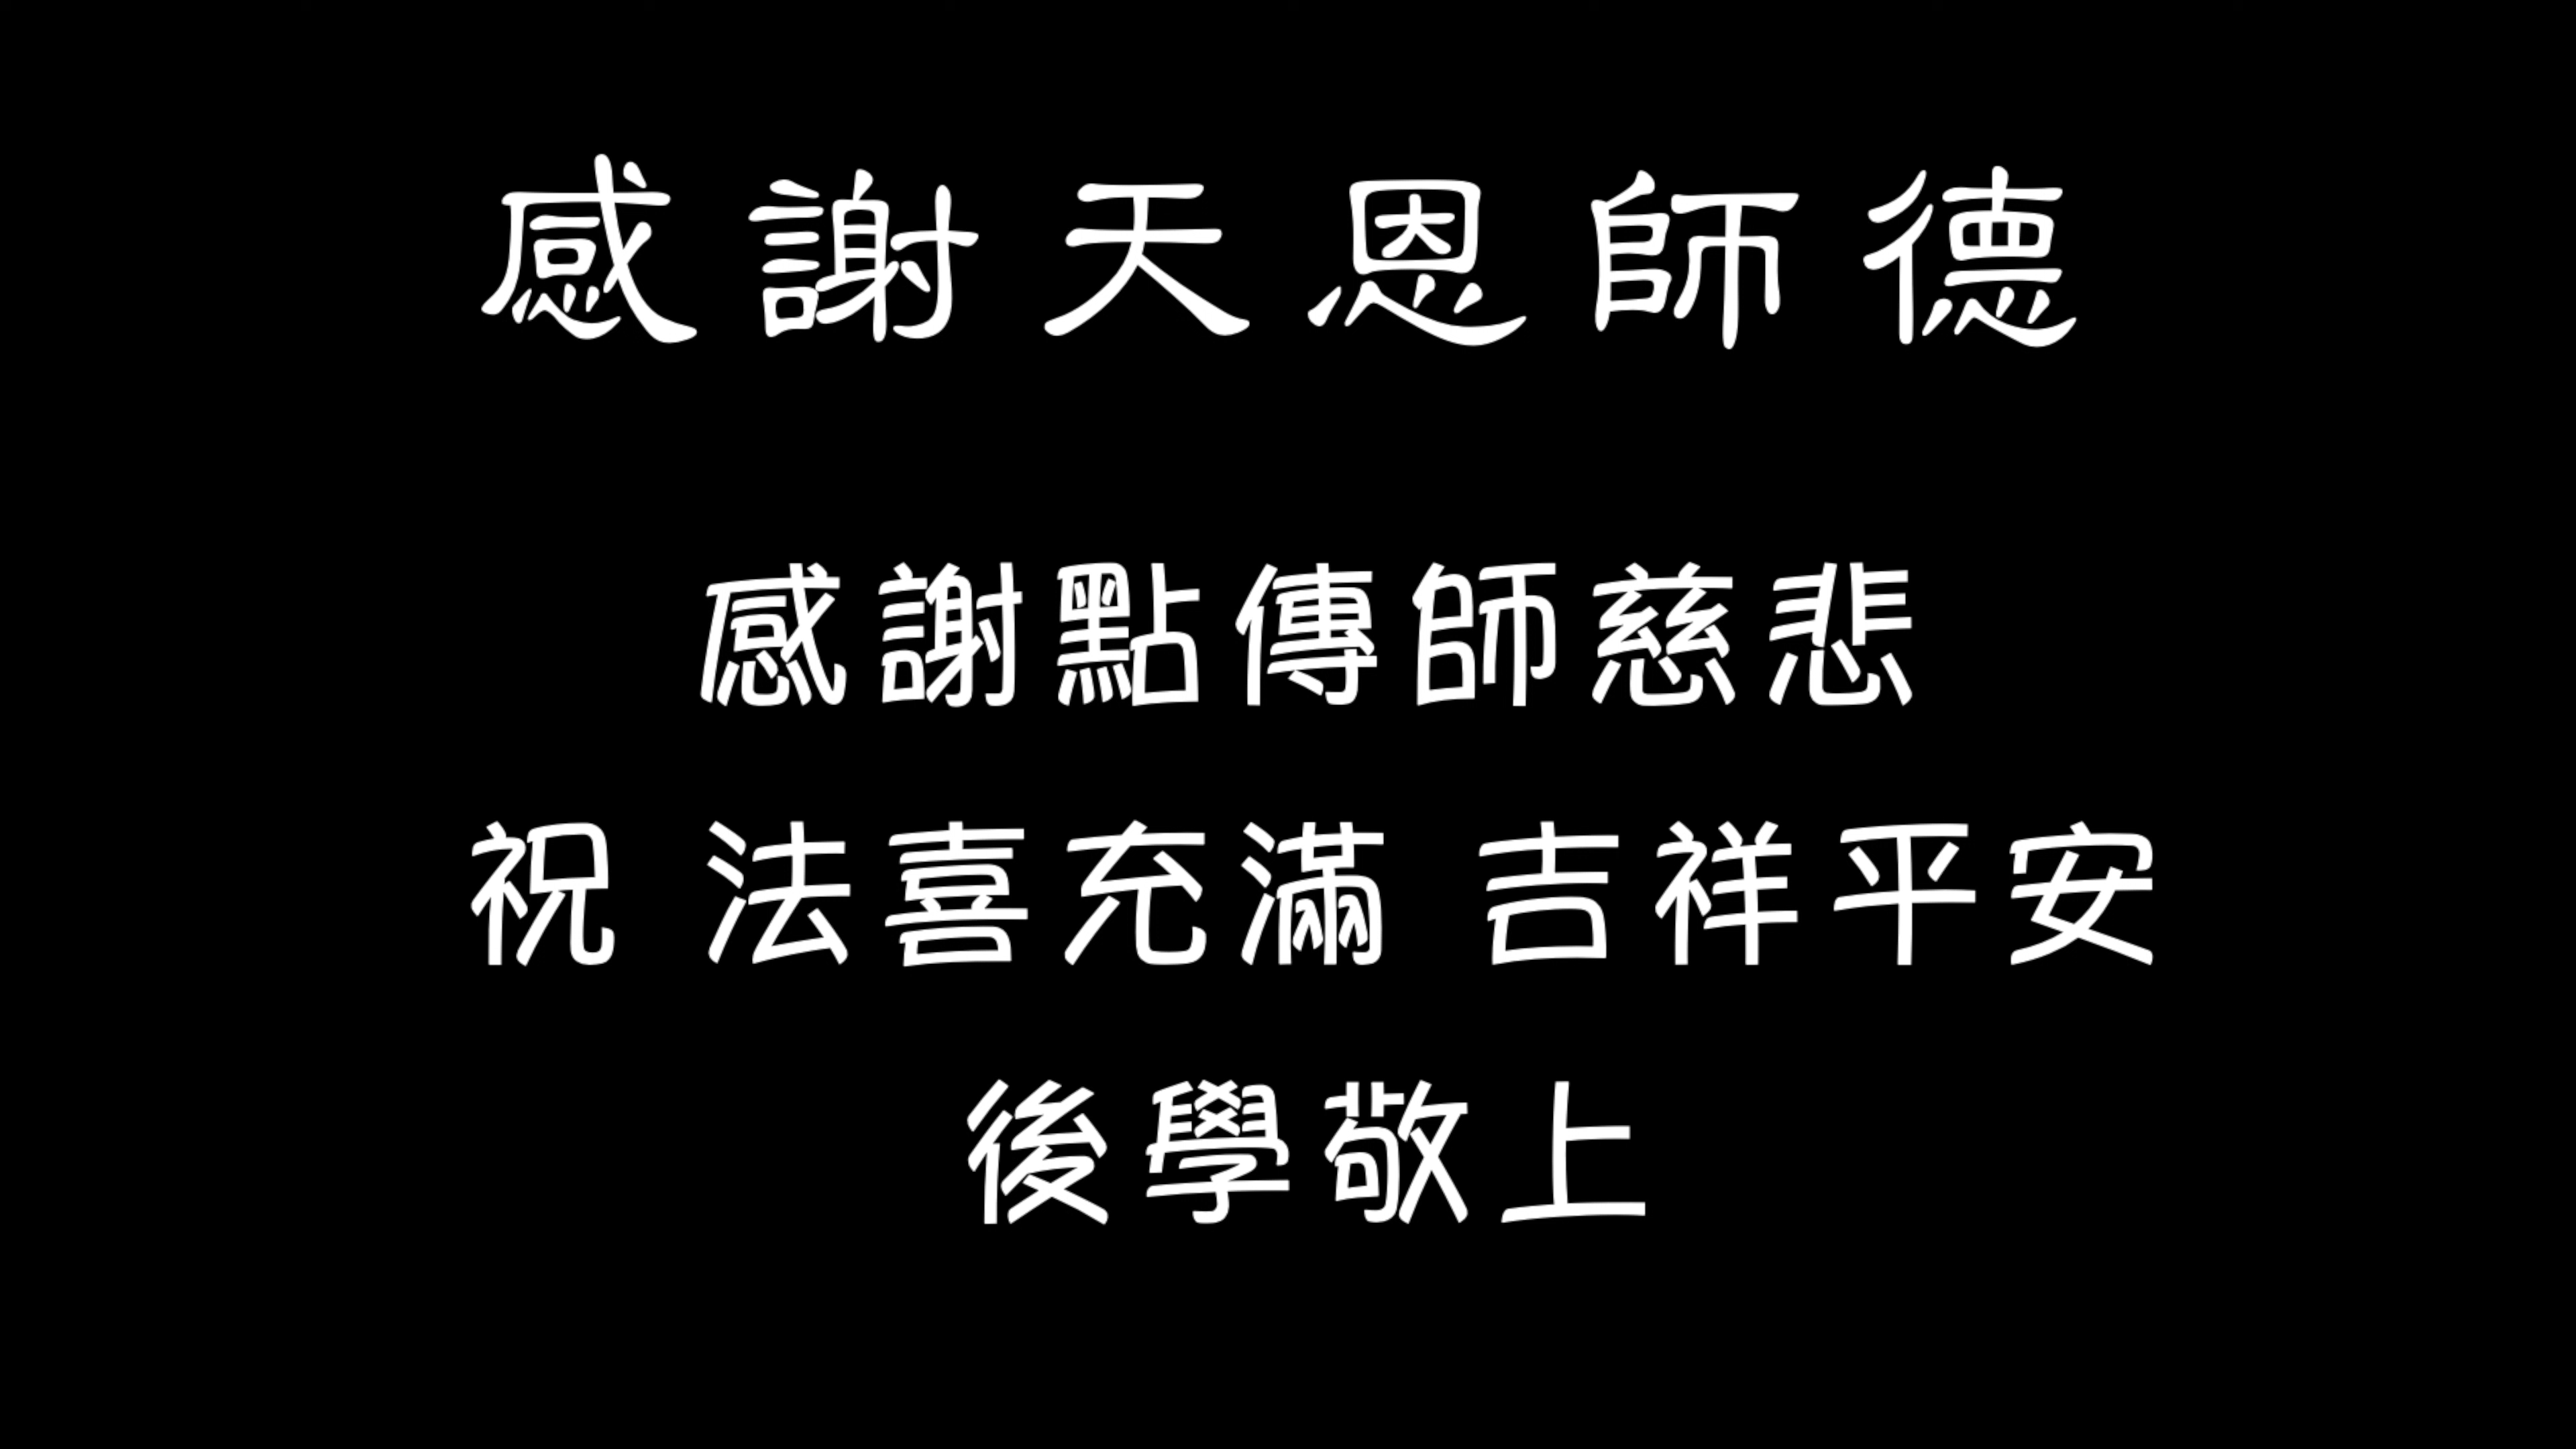 感謝天恩師德
感謝點傳師慈悲
祝 法喜充滿 吉祥平安
後學敬上